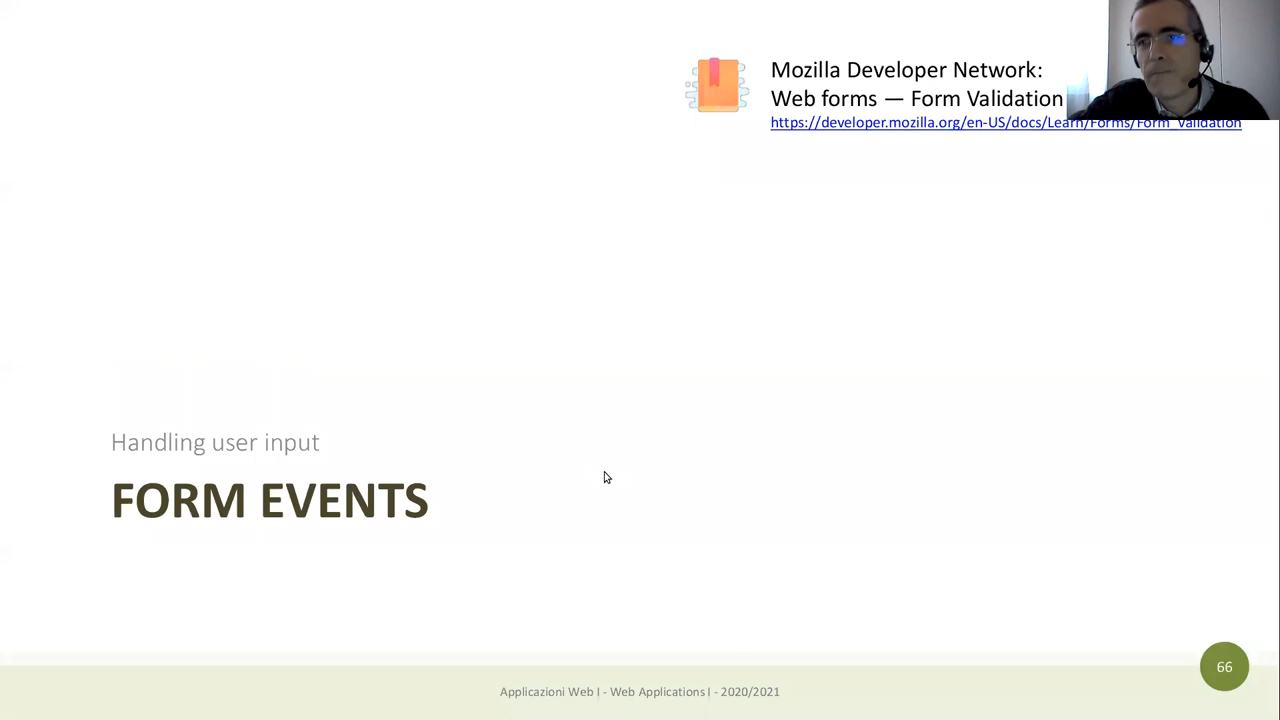 Mozilla Developer Network:
Web forms — Form Validation
https://developer.mozilla.org/en-US/docs/Learn/Forms/Form_validation
Handling user input
FORM EVENTS
66
Applicazioni Web I - Web Applications I - 2020/2021